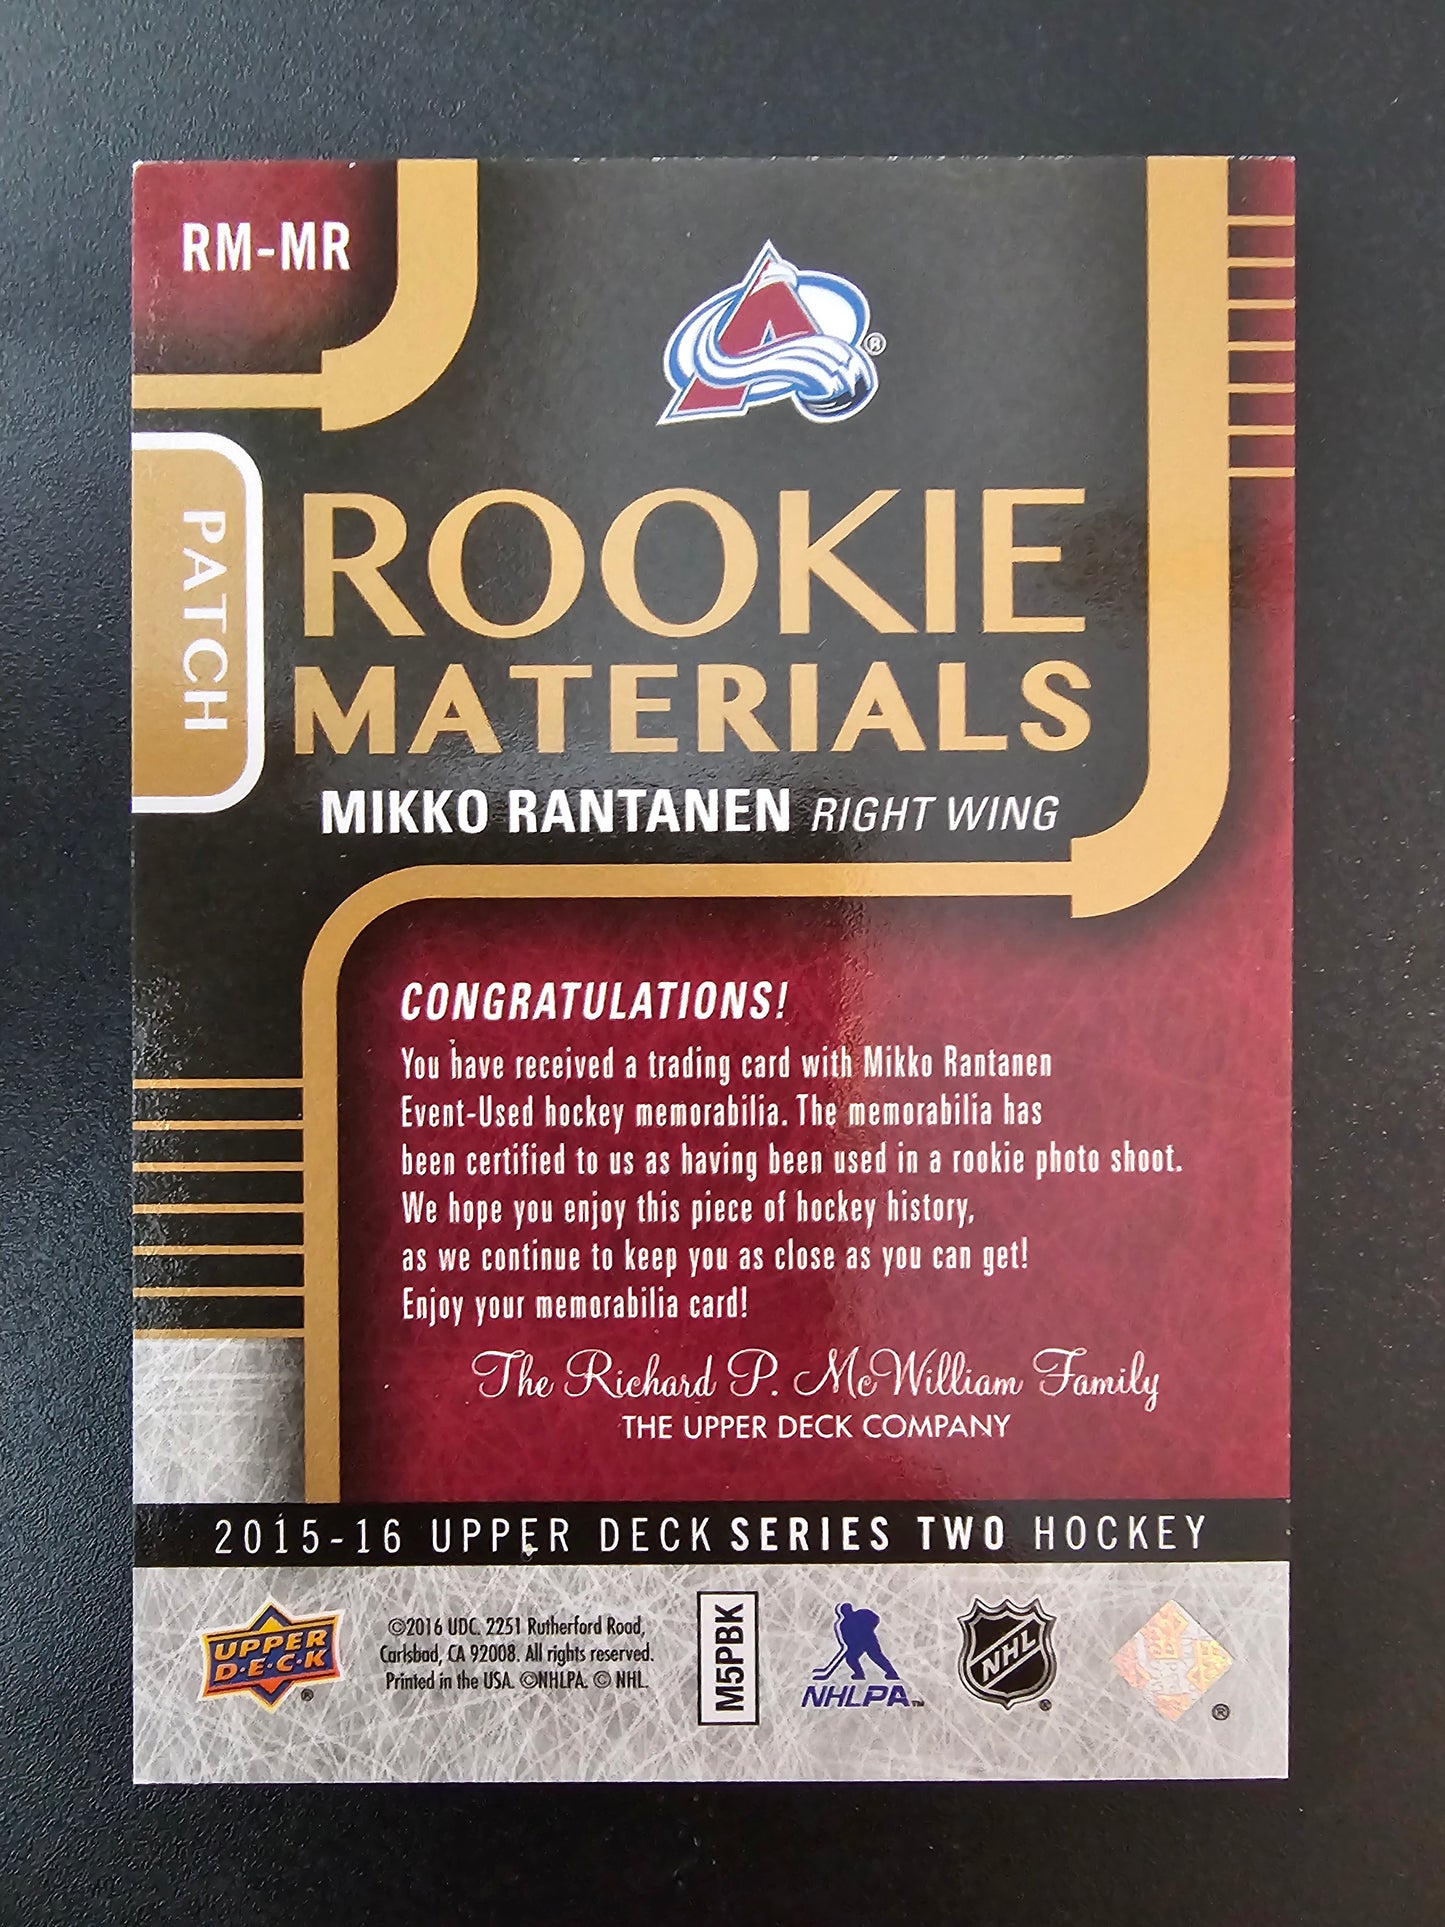 RM-MR
PATCH
ROOKIE
MATERIALS
MIKKO RANTANEN RIGHT WING
CONGRATULATIONS!
You have received a trading card with Mikko Rantanen
Event-Used hockey memorabilia. The memorabilia has
been certified to us as having been used in a rookie photo shoot.
We hope you enjoy this piece of hockey history,
as we continue to keep you as close as you can get!
Enjoy your memorabilia card!
The Richard P. McWilliam Family
THE UPPER DECK COMPANY
2015-16 UPPER DECK SERIES TWO HOCKEY
UPPER
D·E·C·K
©2016 UDC. 2251 Rutherford Road,
Carlsbad, CA 92008. All rights reserved.
Printed in the USA. ©NHLPA. © NHL.
M5PBK
NHLPA™
NHL